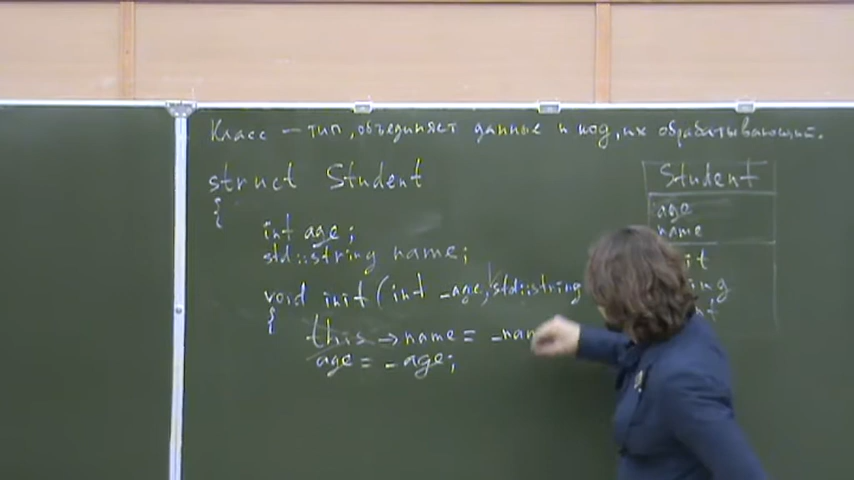 Класс — тип, объединяет данные и код, их обрабатывающий.
struct Student
{
int age;
std::string name;
void init (int _age, std::string
{
this -> name = _nam
age = _age;
Student
age
name
it
ing